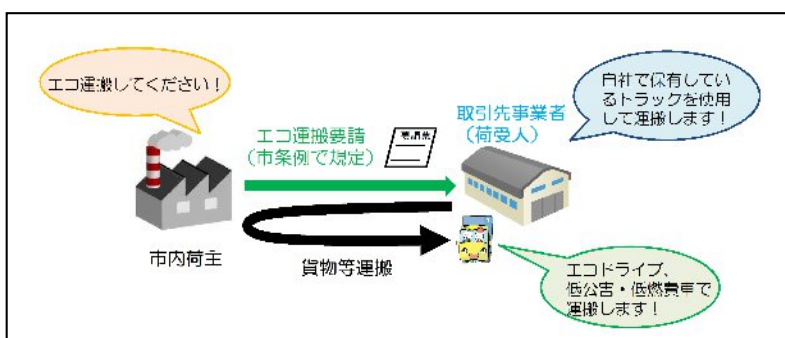 エコ運搬してください！
自社で保有してい
るトラックを使用
して運搬します！
取引先事業者
（荷受人）
エコ運搬要請
（市条例で規定）
要請書
市内荷主
貨物等運搬
エコドライブ、
低公害・低燃費車で
運搬します！